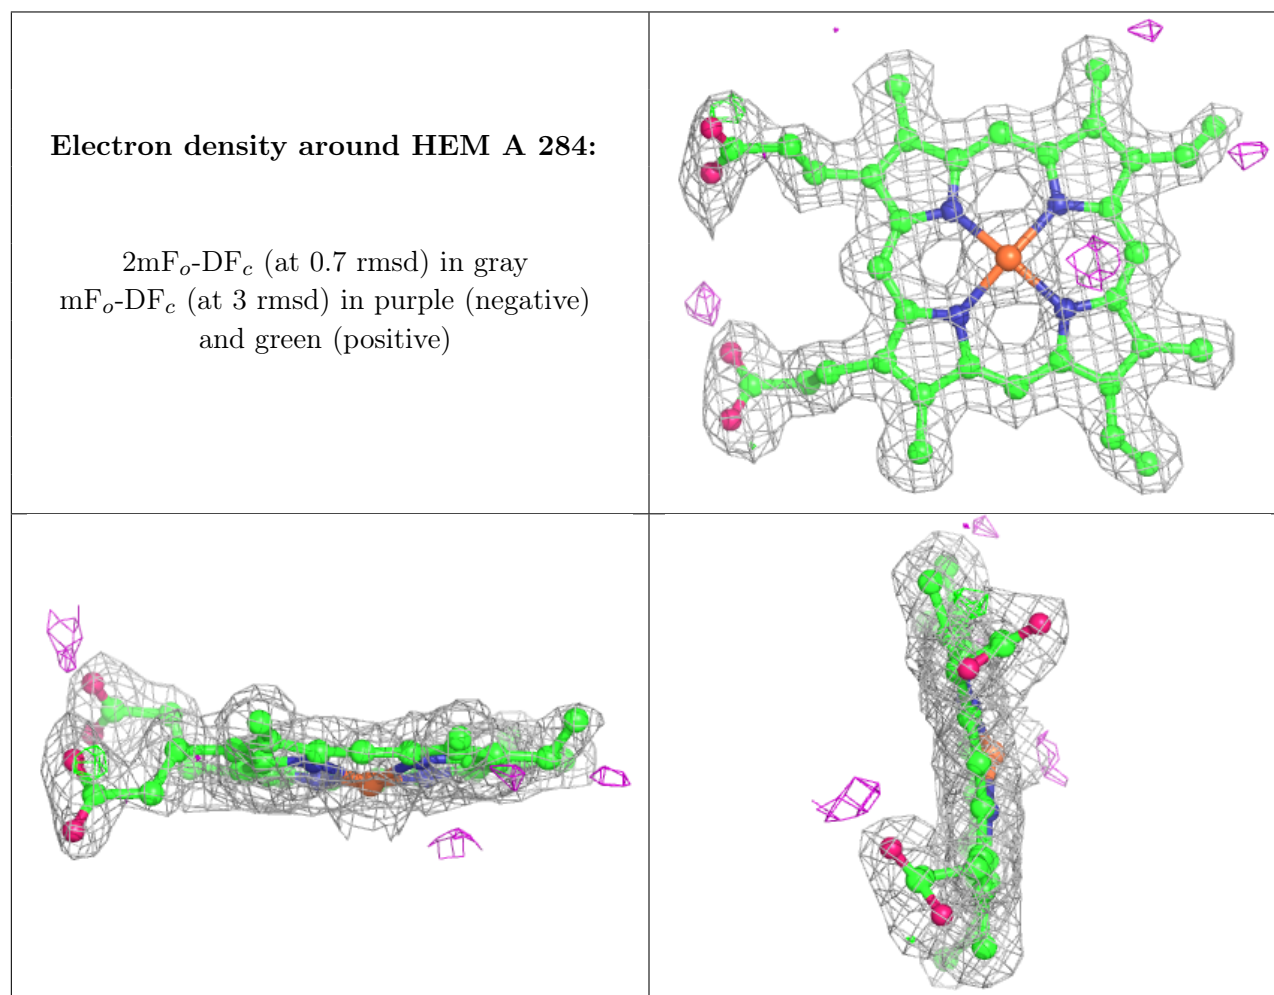 Electron density around HEM A 284:
2mFo-DFc (at 0.7 rmsd) in gray
mFo-DFc (at 3 rmsd) in purple (negative)
and green (positive)